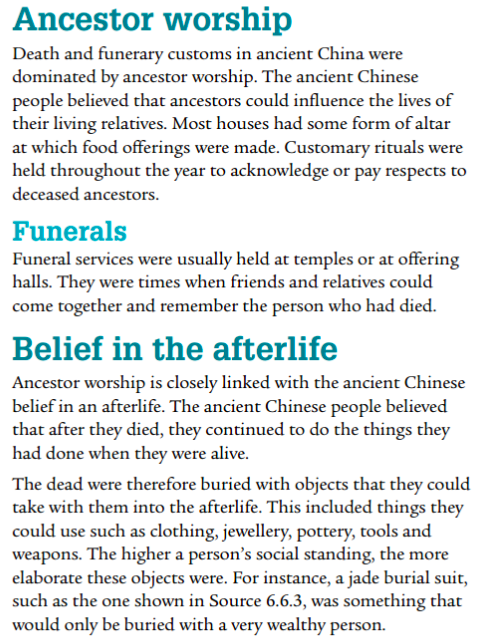 Ancestor worship
Death and funerary customs in ancient China were
dominated by ancestor worship. The ancient Chinese
people believed that ancestors could influence the lives of
their living relatives. Most houses had some form of altar
at which food offerings were made. Customary rituals were
held throughout the year to acknowledge or pay respects to
deceased ancestors.
Funerals
Funeral services were usually held at temples or at offering
halls. They were times when friends and relatives could
come together and remember the person who had died.
Belief in the afterlife
Ancestor worship is closely linked with the ancient Chinese
belief in an afterlife. The ancient Chinese people believed
that after they died, they continued to do the things they
had done when they were alive.
The dead were therefore buried with objects that they could
take with them into the afterlife. This included things they
could use such as clothing, jewellery, pottery, tools and
weapons. The higher a person's social standing, the more
elaborate these objects were. For instance, a jade burial suit,
such as the one shown in Source 6.6.3, was something that
would only be buried with a very wealthy person.